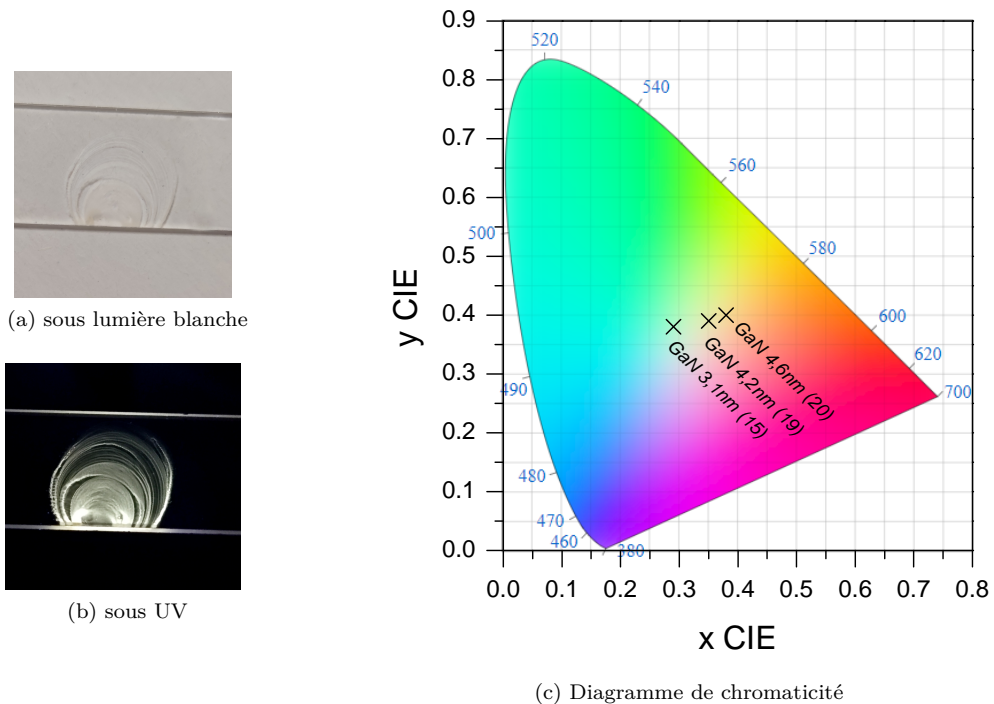 (a) sous lumière blanche
(b) sous UV
0.9
0.8
0.7
0.6
0.5
0.4
0.3
0.2
0.1
0.0
y CIE
520
540
560
500
580
600
620
490
700
480
470
460
380
GaN 4,6nm (20)
GaN 4,2nm (19)
GaN 3,1nm (15)
0.0 0.1 0.2 0.3 0.4 0.5 0.6 0.7 0.8
x CIE
(c) Diagramme de chromaticité